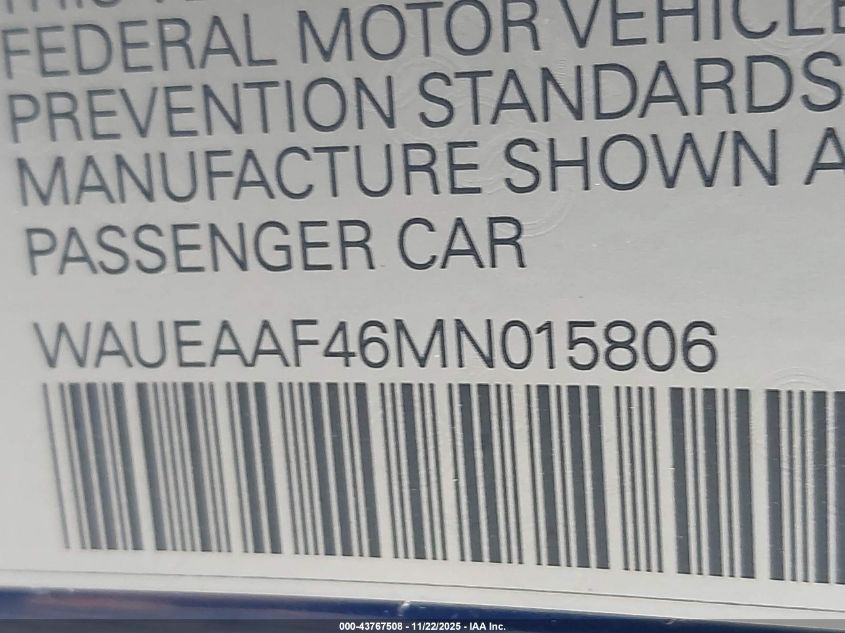 FEDERAL MOTOR VEHICLE
PREVENTION STANDARDS
MANUFACTURE SHOWN A
PASSENGER CAR
WAUEAAF46MN015806
000-43767508 - 11/22/2025 - IAA Inc.